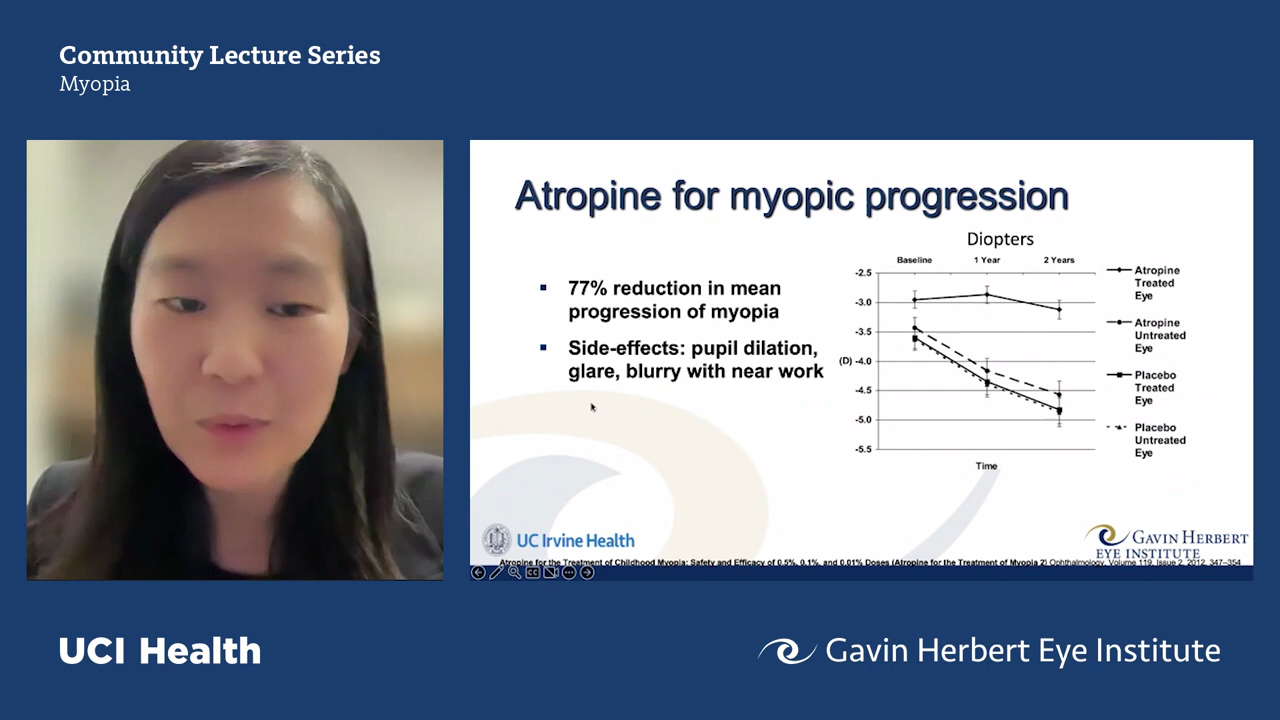 Community Lecture Series
Myopia
Atropine for myopic progression
77% reduction in mean
progression of myopia
Side-effects: pupil dilation,
glare, blurry with near work
Diopters
Baseline 1 Year 2 Years
-2.5
-3.0
-3.5
(D) -4.0
-4.5
-5.0
-5.5
Time
Atropine
Treated
Eye
Atropine
Untreated
Eye
Placebo
Treated
Eye
Placebo
Untreated
Eye
UC Irvine Health
GAVIN HERBERT
EYE INSTITUTE
Atropine for the Treatment of Childhood Myopia: Safety and Efficacy of 0.5%, 0.1%, and 0.01% Doses (Atropine for the Treatment of Myopia 2) Ophthalmology, Volume 119, Issue 2, 2012, 347–354
UCI Health
Gavin Herbert Eye Institute